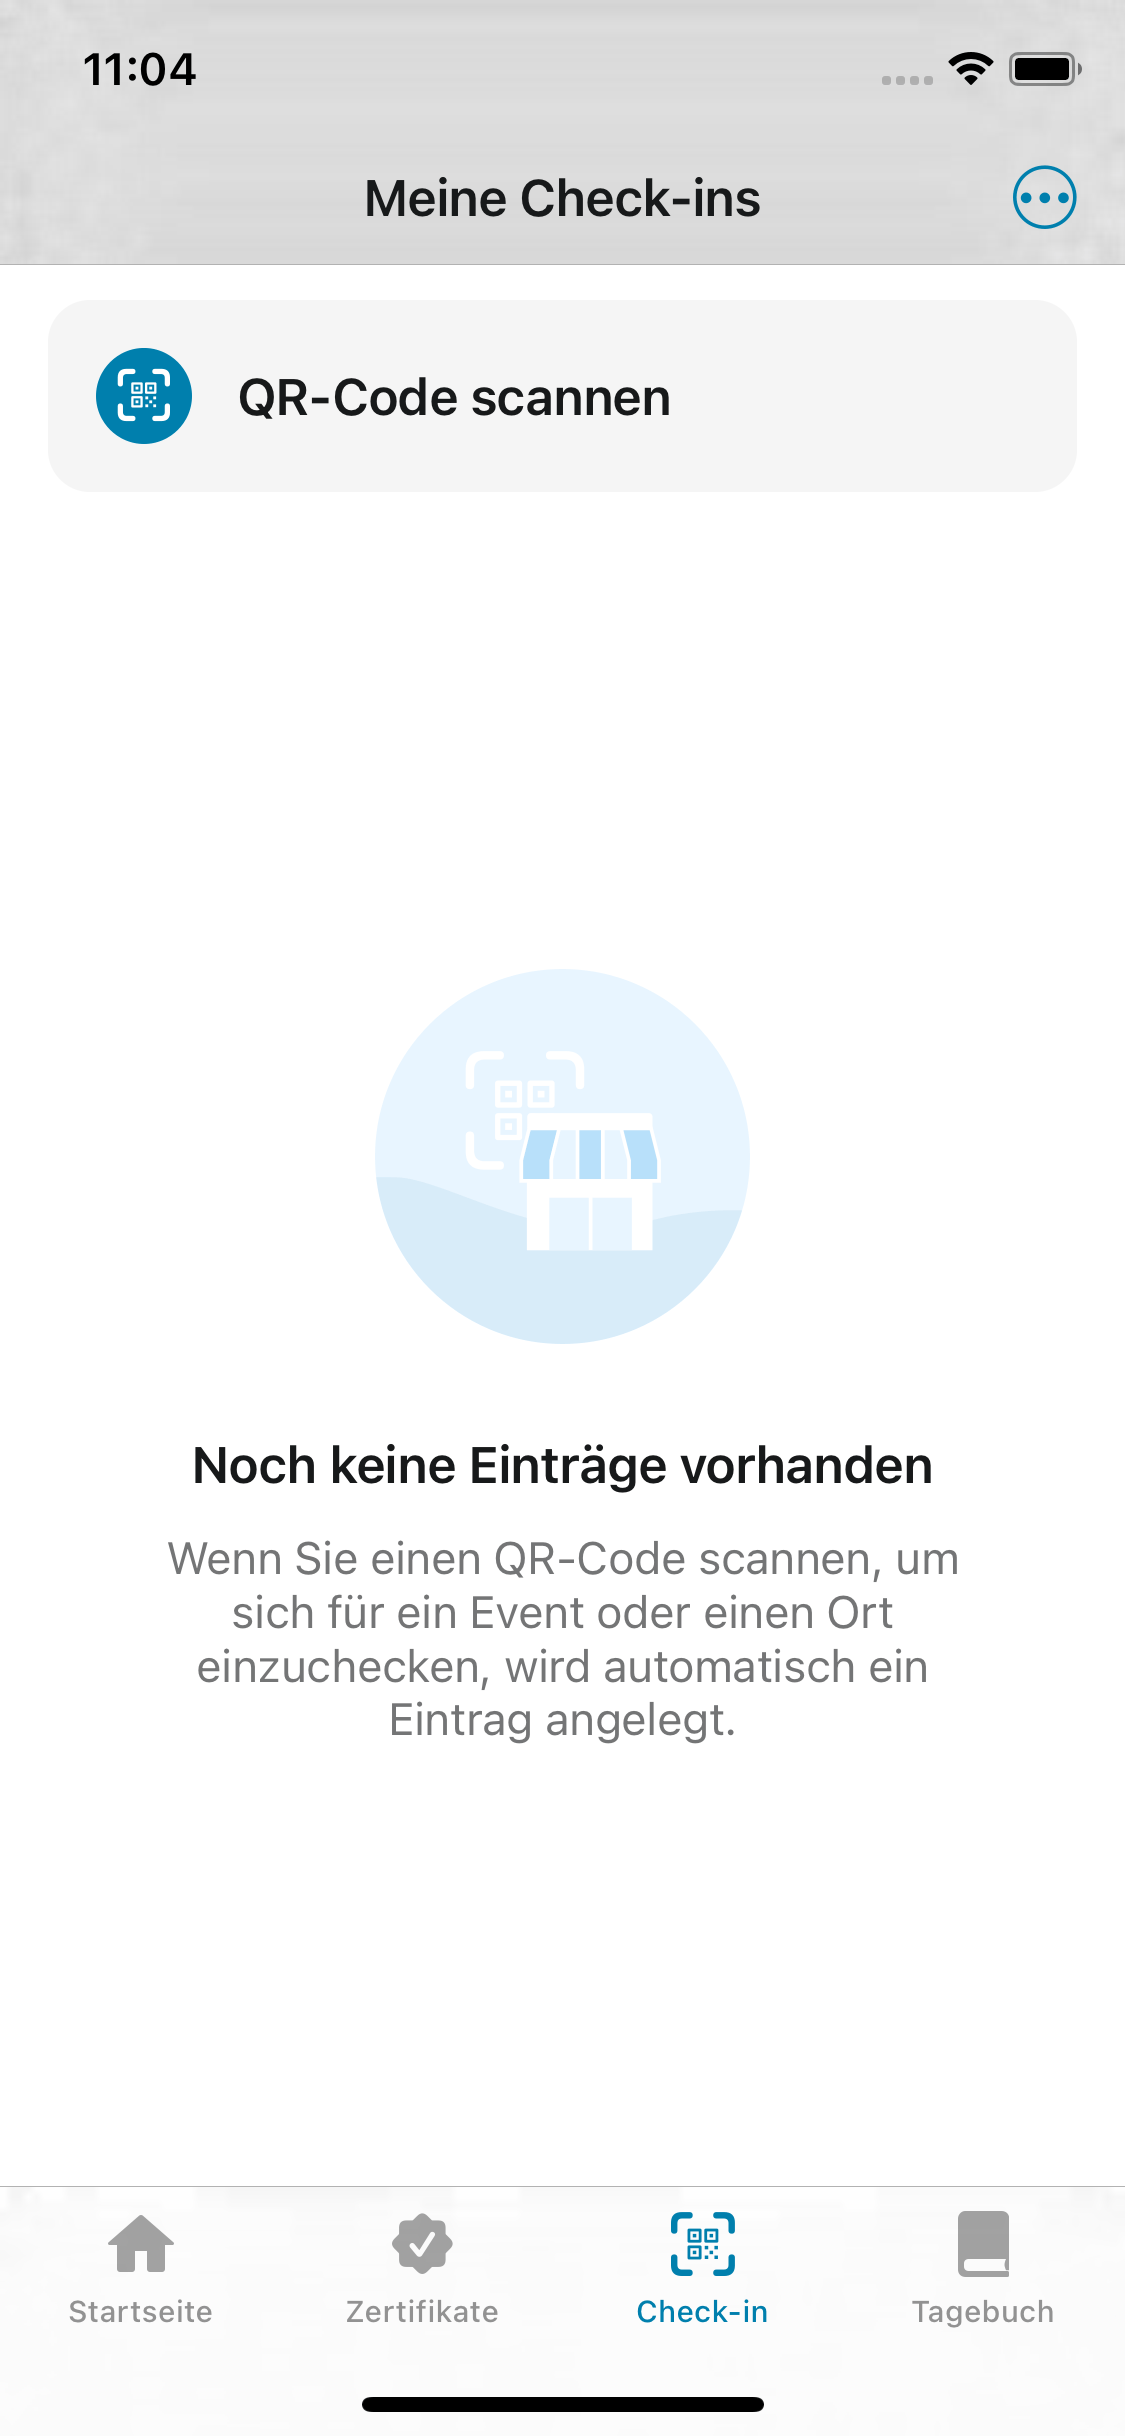 11:04
Meine Check-ins
QR-Code scannen
Noch keine Einträge vorhanden
Wenn Sie einen QR-Code scannen, um
sich für ein Event oder einen Ort
einzuchecken, wird automatisch ein
Eintrag angelegt.
Startseite
Zertifikate
Check-in
Tagebuch